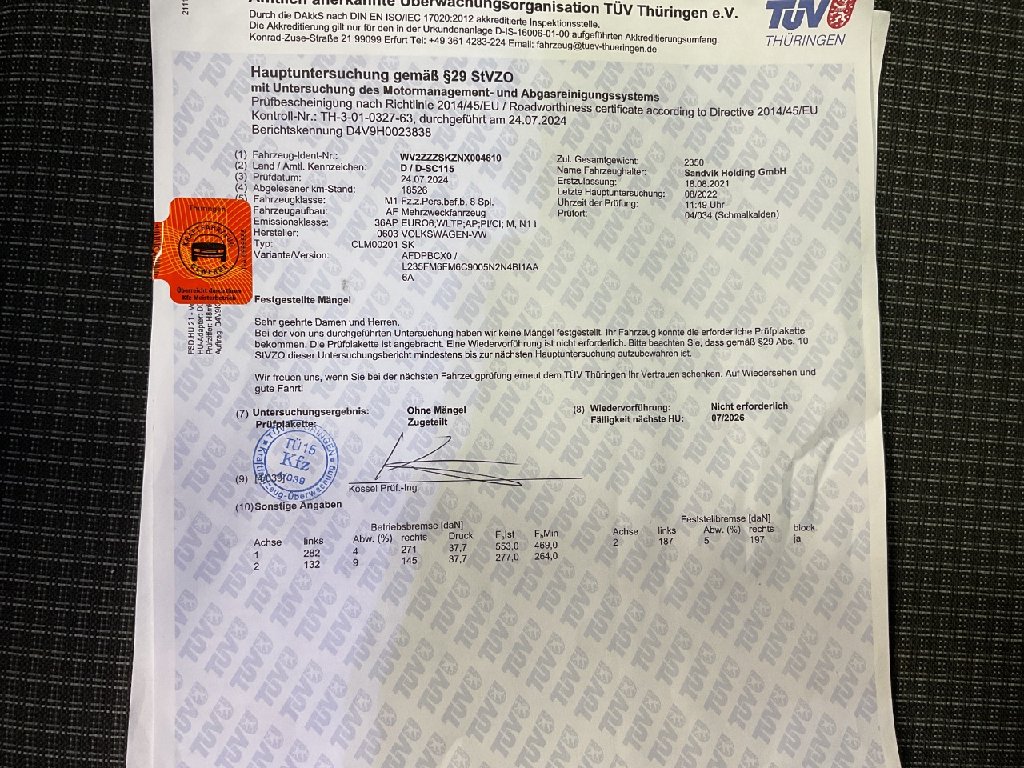 Amtlich anerkannte Überwachungsorganisation TÜV Thüringen e.V.
Durch die DAkkS nach DIN EN ISO/IEC 17020:2012 akkreditierte Inspektionsstelle.
Die Akkreditierung gilt nur für den in der Urkundenanlage D-IS-16006-01-00 aufgeführten Akkreditierungsumfang
Konrad-Zuse-Straße 21 99099 Erfurt Tel: +49 361 4283-224 Email: fahrzeug@tuev-thueringen.de
TÜV
THÜRINGEN
Hauptuntersuchung gemäß §29 StVZO
mit Untersuchung des Motormanagement- und Abgasreinigungssystems
Prüfbescheinigung nach Richtlinie 2014/45/EU / Roadworthiness certificate according to Directive 2014/45/EU
Kontroll-Nr.: TH-3-01-0327-63, durchgeführt am 24.07.2024
Berichtskennung D4V9H0023838
(1) Fahrzeug-Ident-Nr.: WV2ZZZSKZNX004610
(2) Land / Amtl. Kennzeichen: D / D-SC115
(3) Prüfdatum: 24.07.2024
(4) Abgelesener km-Stand: 18526
(5) Fahrzeugklasse: M1 Fz.z.Pers.bef.b. 8 Spl.
Fahrzeugaufbau: AF Mehrzweckfahrzeug
Emissionsklasse: 36AP EURO6;WLTP;AP;PI/CI; M, N1 I
Hersteller: 0603 VOLKSWAGEN-VW
Typ: CLM00201 SK
Variante/Version: AFDPBCX0 /
6A
Zul. Gesamtgewicht: 2350
Name Fahrzeughalter: Sandvik Holding GmbH
Erstzulassung: 18.08.2021
Letzte Hauptuntersuchung: 08/2022
Uhrzeit der Prüfung: 11:49 Uhr
Prüfort: 04/034 (Schmalkalden)
Festgestellte Mängel
Sehr geehrte Damen und Herren,
Bei der von uns durchgeführten Untersuchung haben wir keine Mängel festgestellt. Ihr Fahrzeug konnte die erforderliche Prüfplakette
bekommen. Die Prüfplakette ist angebracht. Eine Wiedervorführung ist nicht erforderlich. Bitte beachten Sie, dass gemäß §29 Abs. 10
StVZO dieser Untersuchungsbericht mindestens bis zur nächsten Hauptuntersuchung aufzubewahren ist.
Wir freuen uns, wenn Sie bei der nächsten Fahrzeugprüfung erneut dem TÜV Thüringen Ihr Vertrauen schenken. Auf Wiedersehen und
gute Fahrt.
(7) Untersuchungsergebnis: Ohne Mängel
Prüfplakette: Zugeteilt
(8) Wiedervorführung: Nicht erforderlich
Fälligkeit nächste HU: 07/2026
Kfz
(9)
Kossel Prüf.-Ing
(10) Sonstige Angaben
Betriebsbremse [daN]
Achse links Abw. (%) rechts Druck F,Ist F,Min
1 282 4 271 37,7 553,0 469,0
2 132 9 145 37,7 277,0 264,0
Feststellbremse [daN]
Achse links Abw. (%) rechts block
2 187 5 197 ja